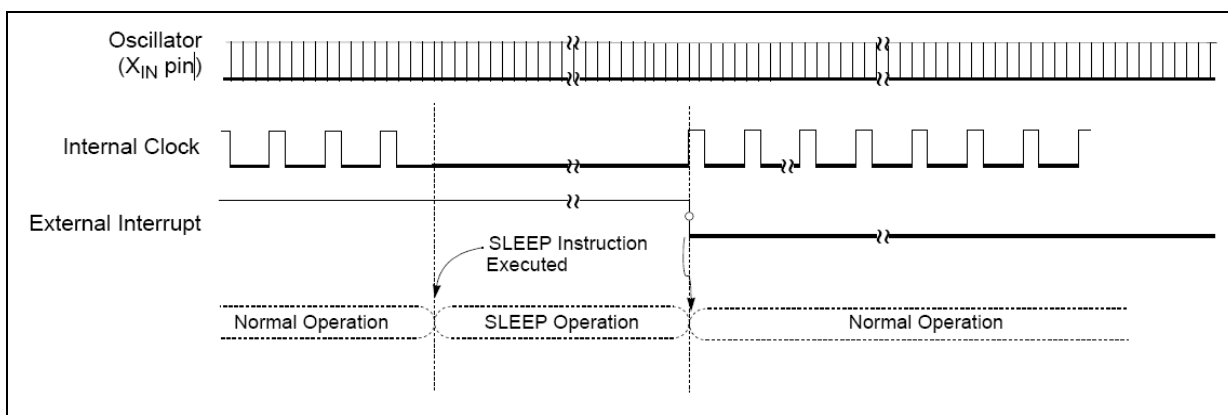 Oscillator
(XIN pin)
Internal Clock
External Interrupt
SLEEP Instruction
Executed
Normal Operation
SLEEP Operation
Normal Operation